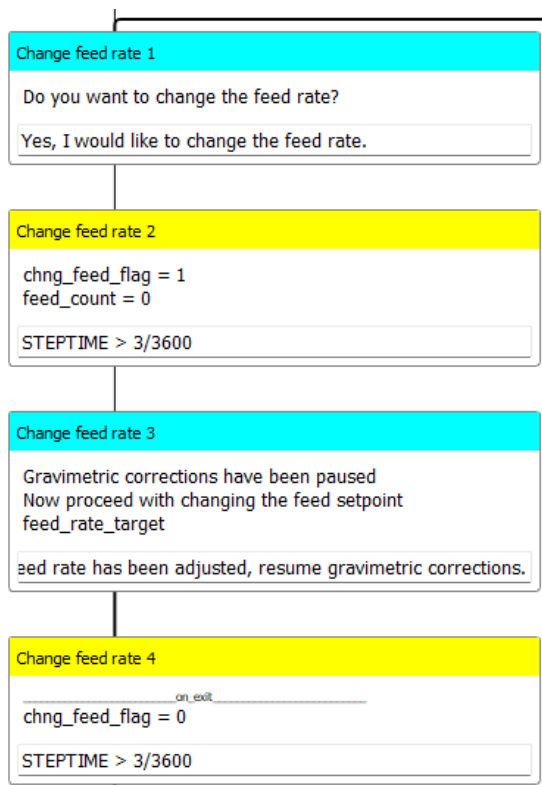 Change feed rate 1
Do you want to change the feed rate?
Yes, I would like to change the feed rate.
Change feed rate 2
chng_feed_flag = 1
feed_count = 0
STEPTIME > 3/3600
Change feed rate 3
Gravimetric corrections have been paused
Now proceed with changing the feed setpoint
feed_rate_target
eed rate has been adjusted, resume gravimetric corrections.
Change feed rate 4
____________________________on_exit____________________________
chng_feed_flag = 0
STEPTIME > 3/3600